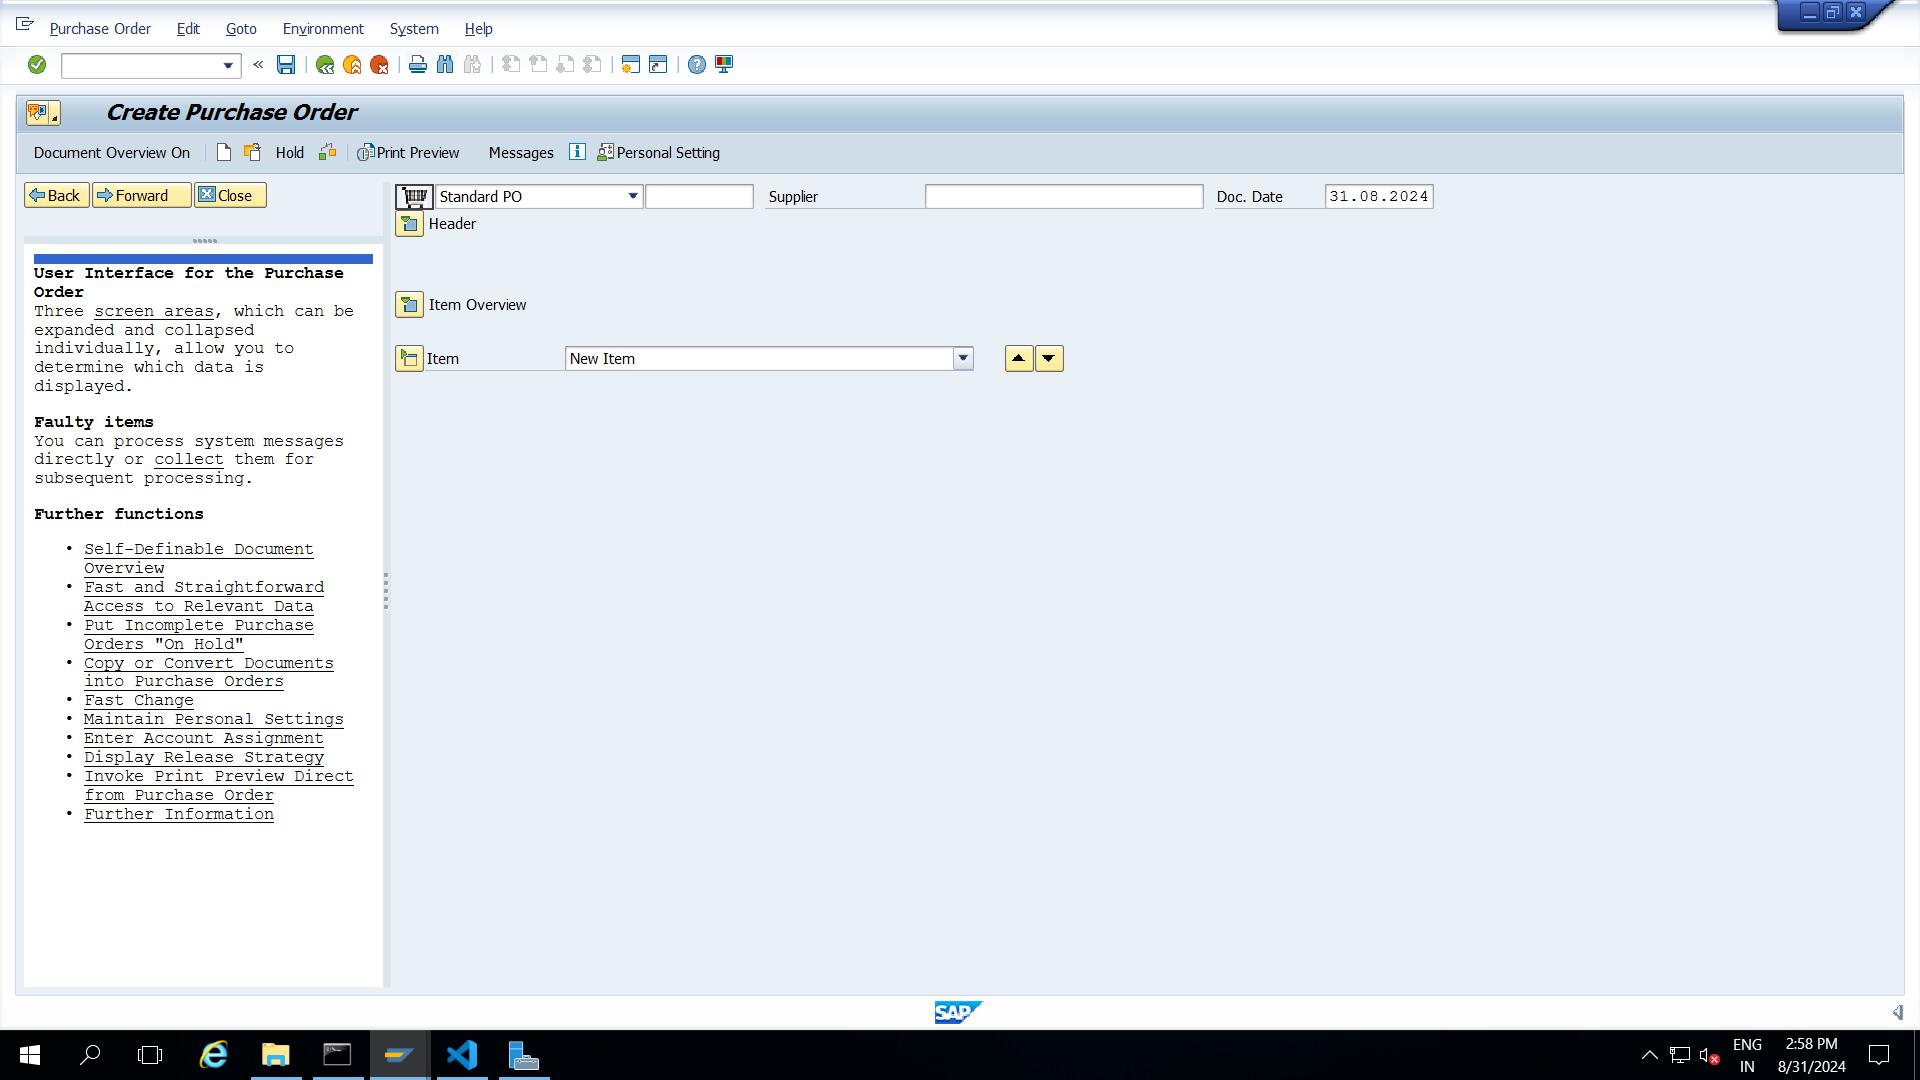 Purchase Order Edit Goto Environment System Help
Create Purchase Order
Document Overview On Hold Print Preview Messages Personal Setting
Back Forward Close
Standard PO Supplier Doc. Date 31.08.2024
Header
Item Overview
Item New Item
User Interface for the Purchase
Order
Three screen areas, which can be
expanded and collapsed
individually, allow you to
determine which data is
displayed.
Faulty items
You can process system messages
directly or collect them for
subsequent processing.
Further functions
• Self-Definable Document
Overview
• Fast and Straightforward
Access to Relevant Data
• Put Incomplete Purchase
Orders "On Hold"
• Copy or Convert Documents
into Purchase Orders
• Fast Change
• Maintain Personal Settings
• Enter Account Assignment
• Display Release Strategy
• Invoke Print Preview Direct
from Purchase Order
• Further Information
SAP
ENG
IN
2:58 PM
8/31/2024